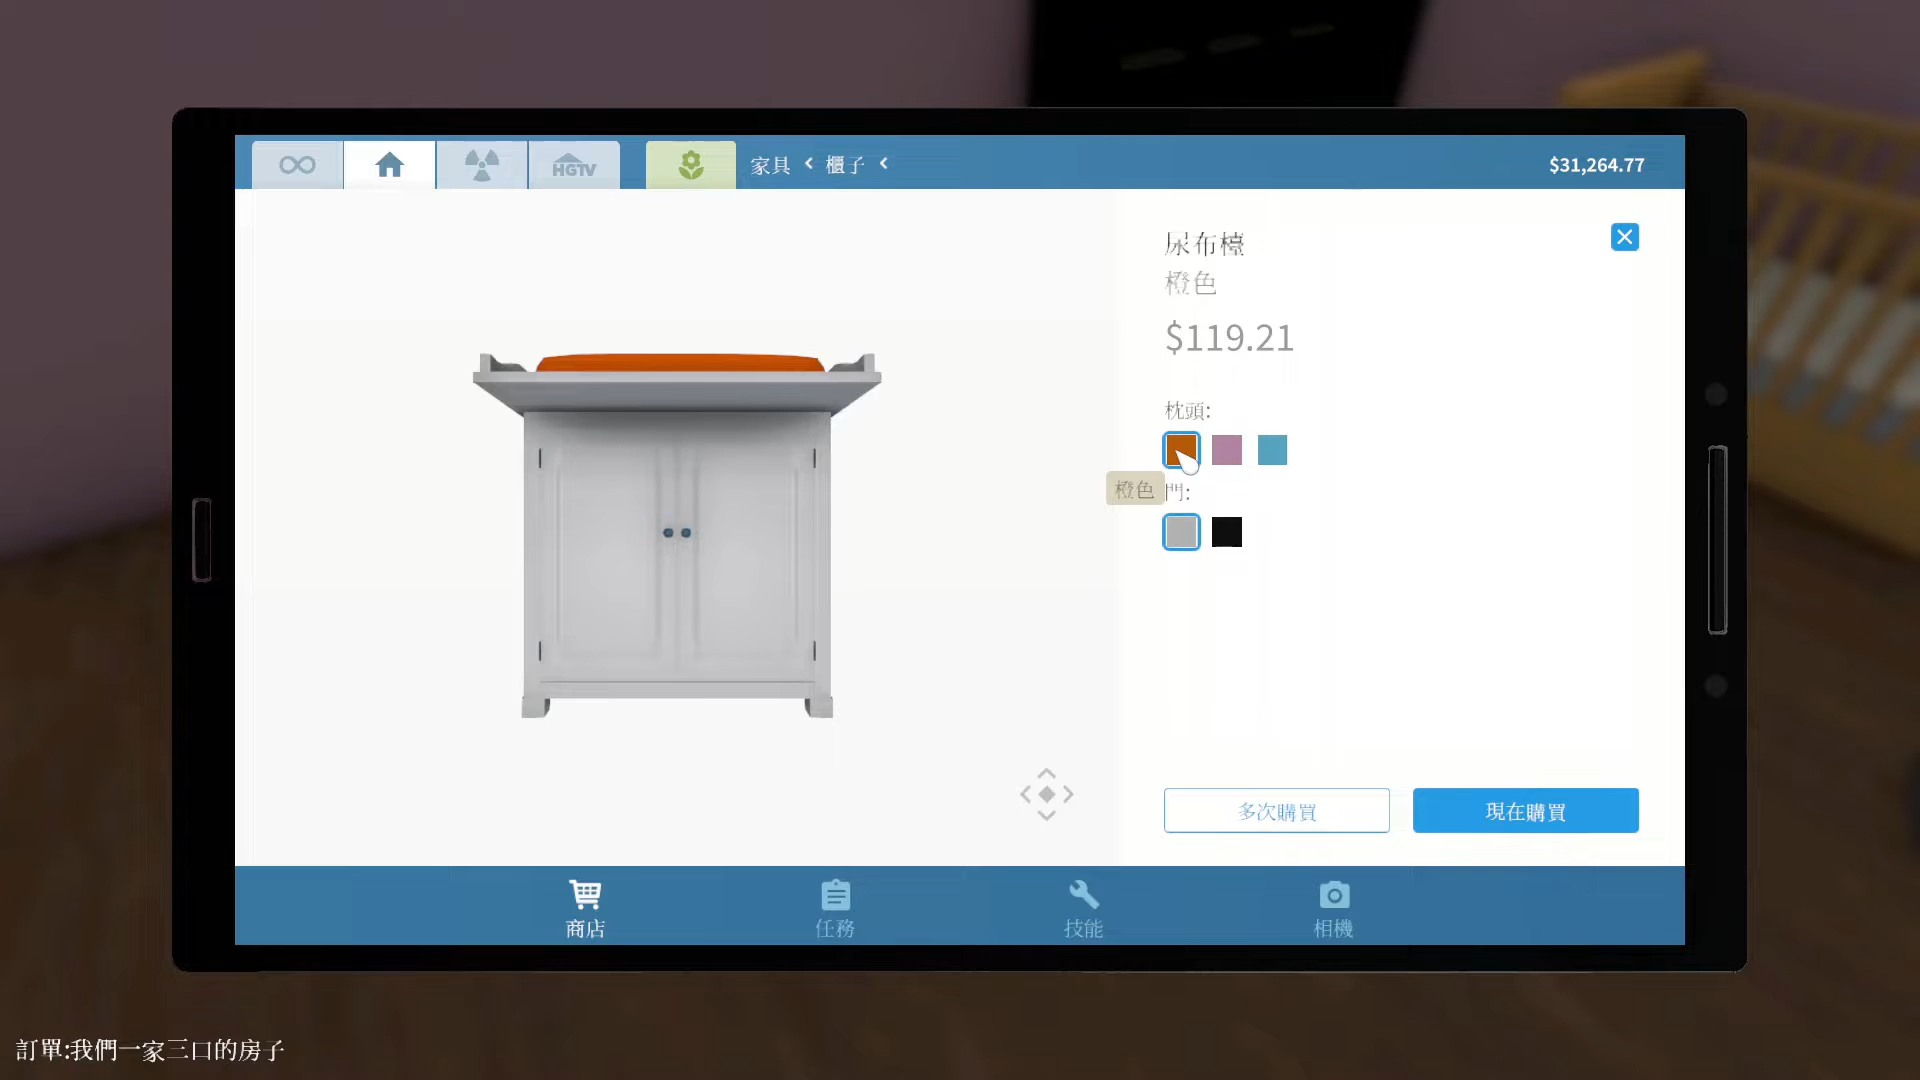 HGTV
家具 櫃子
$31,264.77
尿布檯
橙色
$119.21
枕頭:
橙色
門:
多次購買
現在購買
商店
任務
技能
相機
訂單:我們一家三口的房子